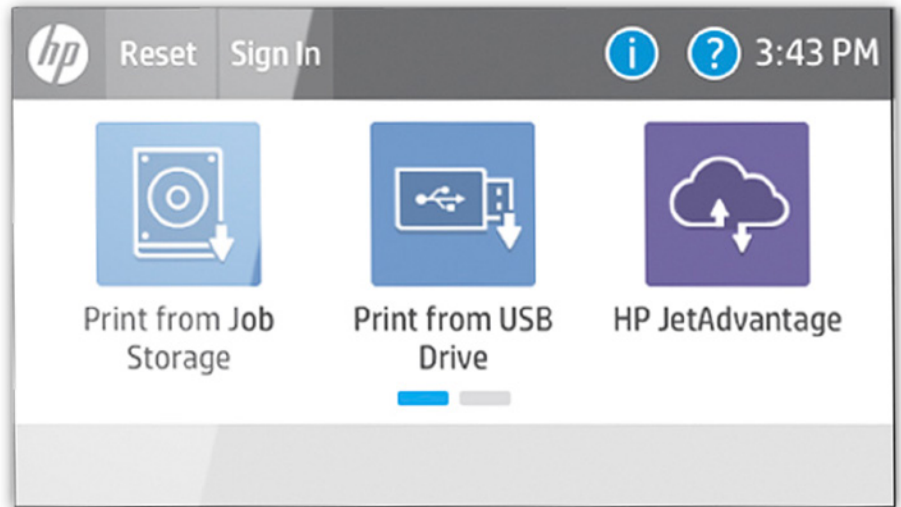 hp Reset Sign In i ? 3:43 PM
Print from Job
Storage
Print from USB
Drive
HP JetAdvantage